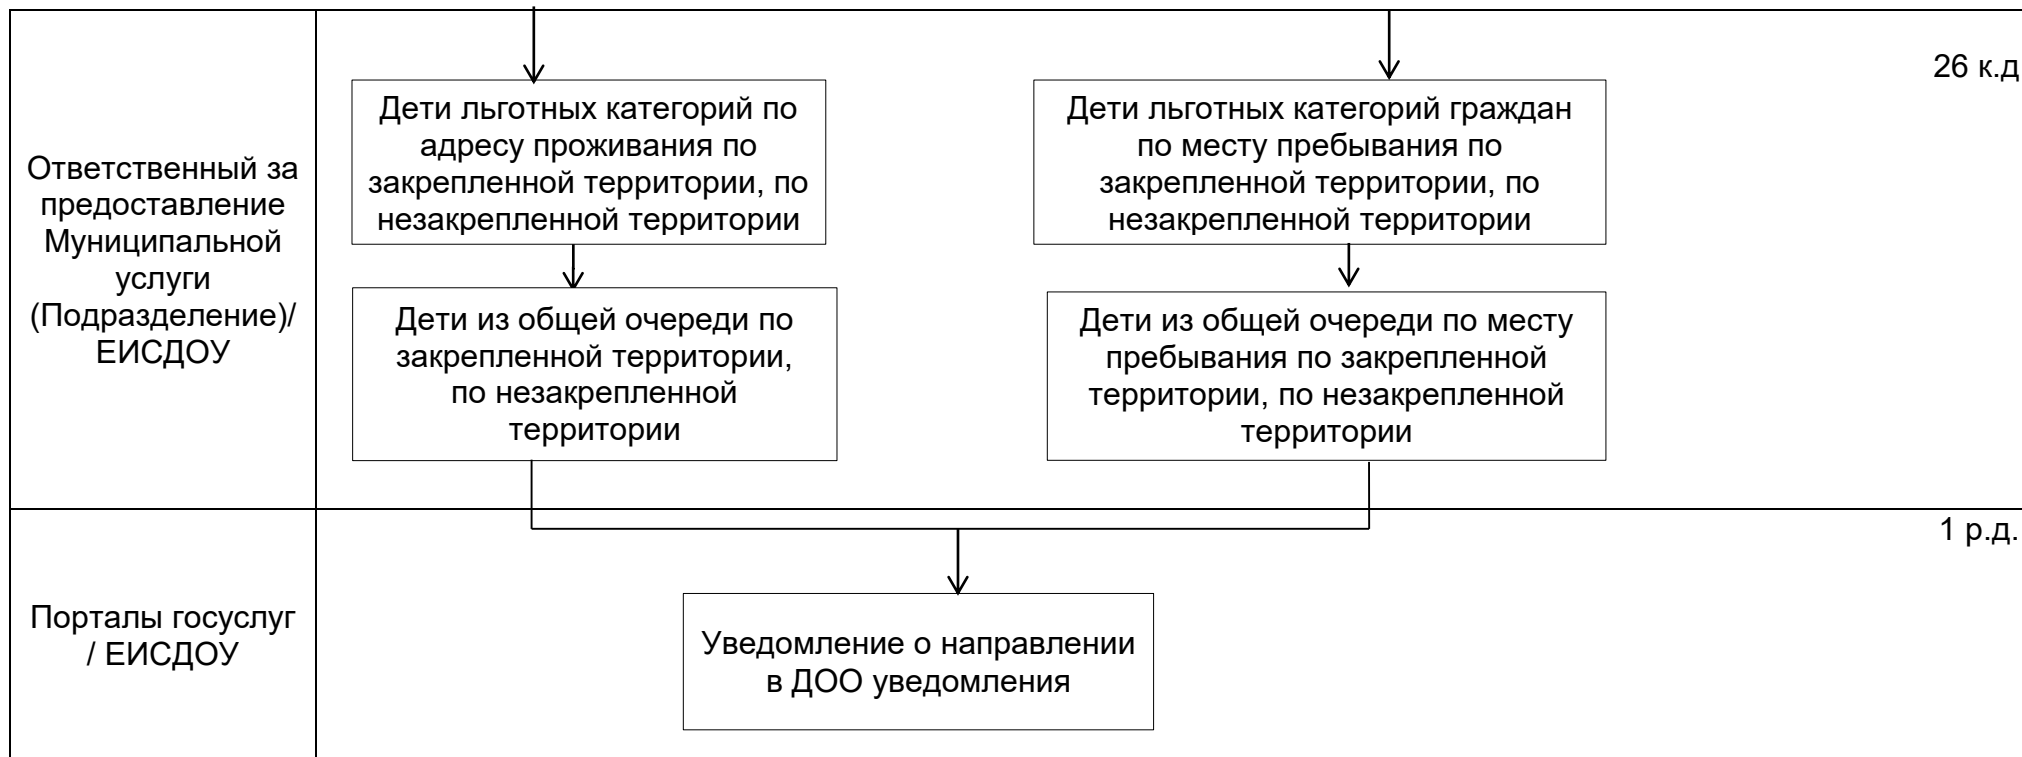 Ответственный за
предоставление
Муниципальной
услуги
(Подразделение)/
ЕИСДОУ
Дети льготных категорий по
адресу проживания по
закрепленной территории, по
незакрепленной территории
Дети льготных категорий граждан
по месту пребывания по
закрепленной территории, по
незакрепленной территории
26 к.д
Дети из общей очереди по
закрепленной территории,
по незакрепленной
территории
Дети из общей очереди по месту
пребывания по закрепленной
территории, по незакрепленной
территории
Порталы госуслуг
/ ЕИСДОУ
1 р.д.
Уведомление о направлении
в ДОО уведомления